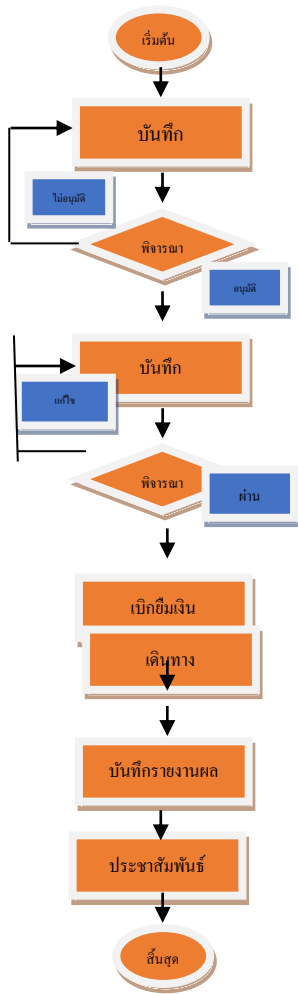 เริ่มต้น
บันทึก
ไม่อนุมัติ
พิจารณา
อนุมัติ
บันทึก
แก้ไข
พิจารณา
ผ่าน
เบิกยืมเงิน
เดินทาง
บันทึกรายงานผล
ประชาสัมพันธ์
สิ้นสุด